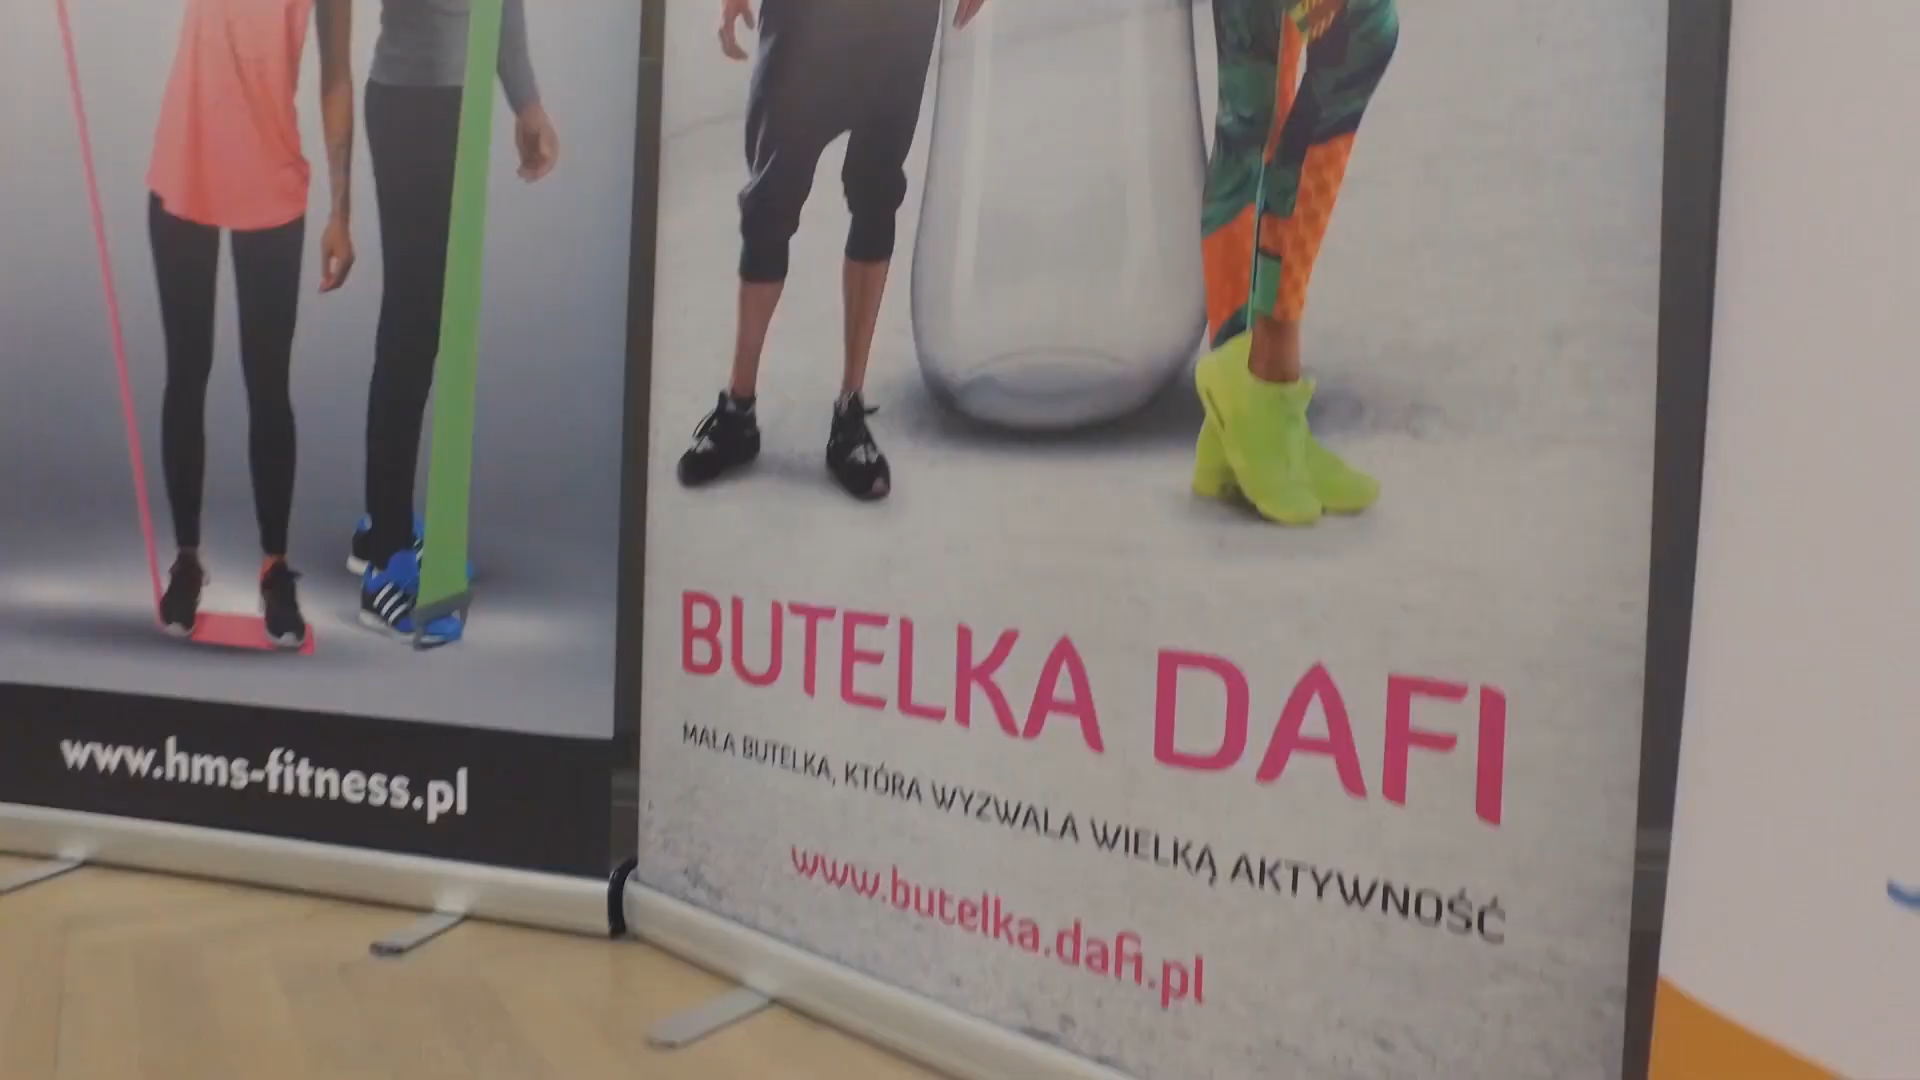 www.hms-fitness.pl
BUTELKA DAFI
MAŁA BUTELKA, KTÓRA WYZWALA WIELKĄ AKTYWNOŚĆ
www.butelka.dafi.pl